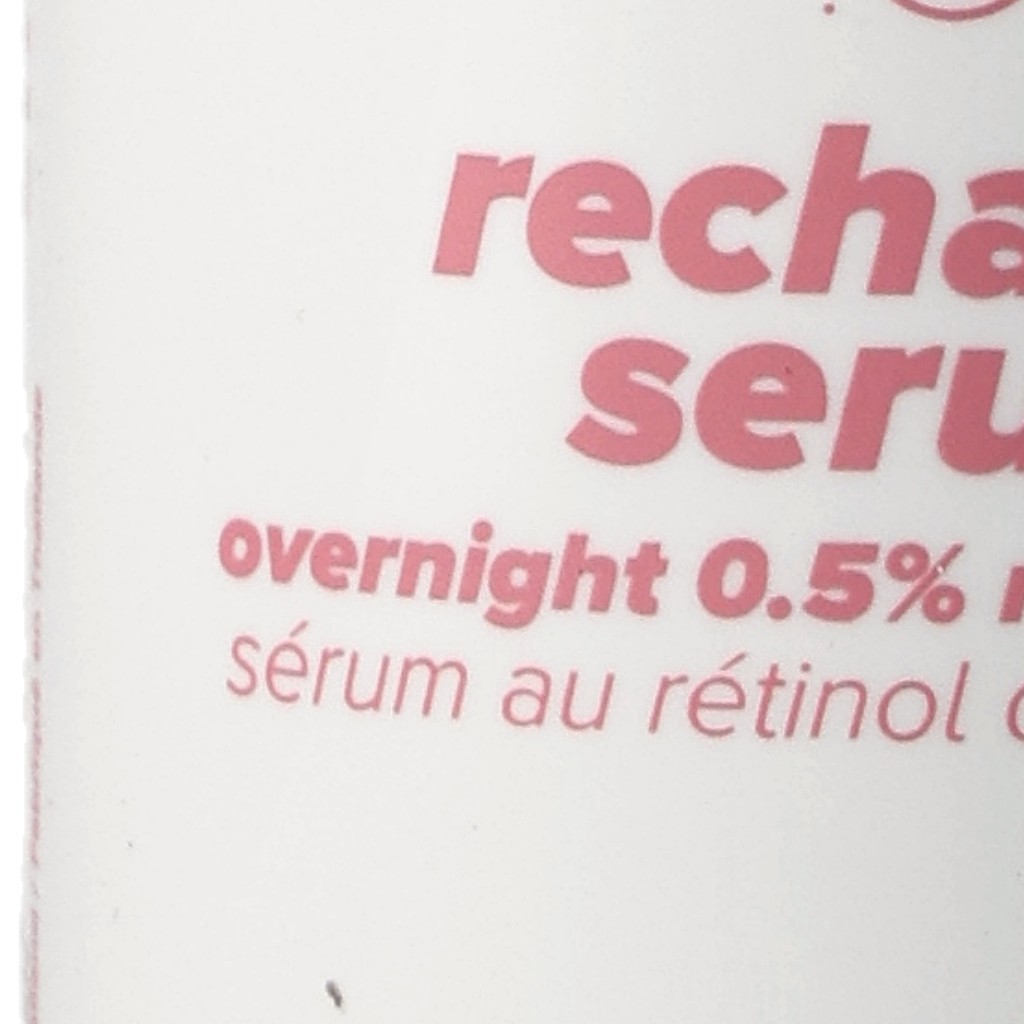 recha
seru
overnight 0.5%
sérum au rétinol